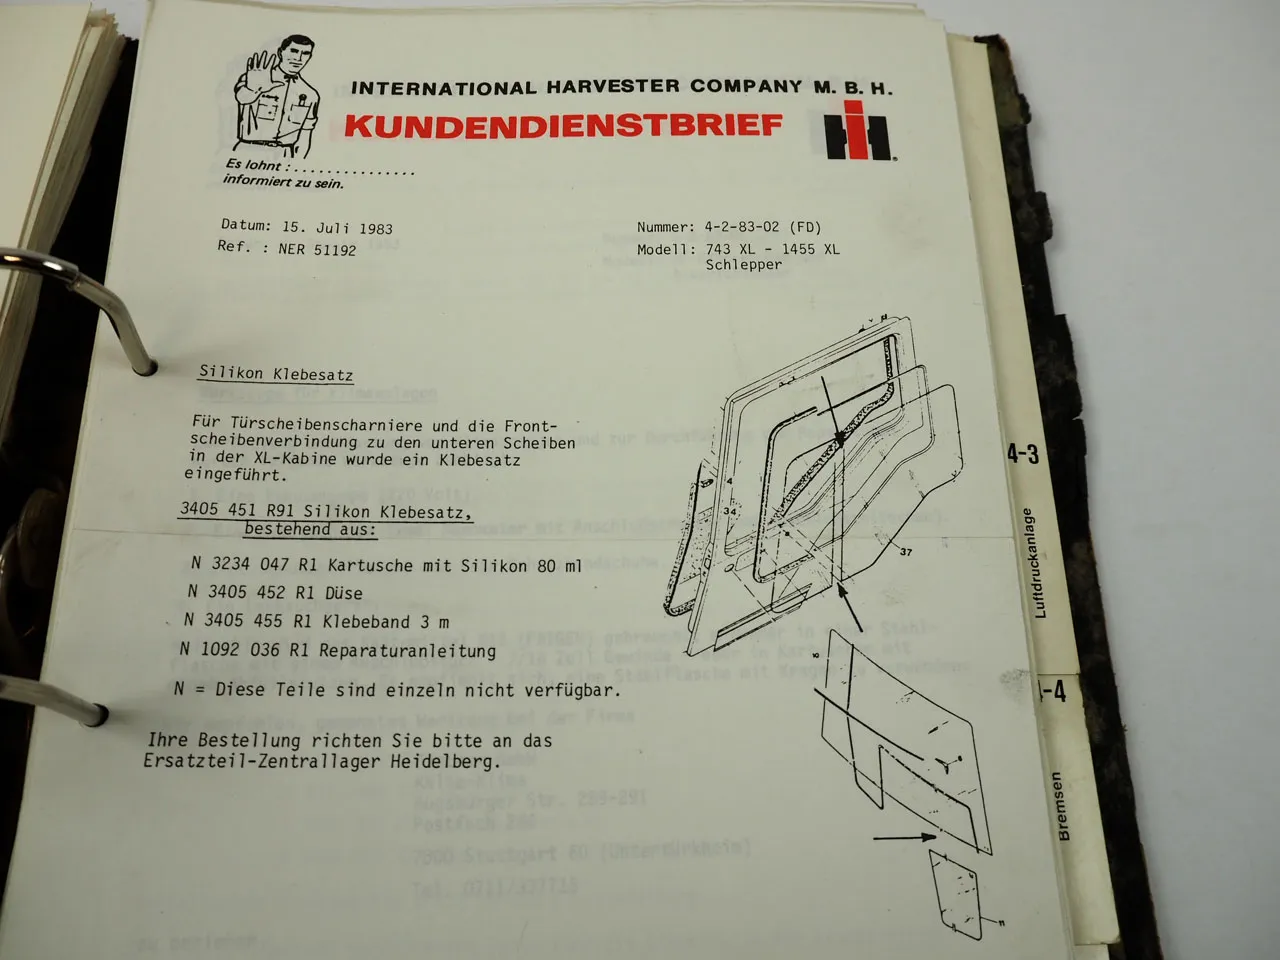 INTERNATIONAL HARVESTER COMPANY M. B. H.
KUNDENDIENSTBRIEF
Es lohnt :...............
informiert zu sein.
Datum: 15. Juli 1983
Ref. : NER 51192
Nummer: 4-2-83-02 (FD)
Modell: 743 XL - 1455 XL
Schlepper
Silikon Klebesatz
Für Türscheibenscharniere und die Front-
scheibenverbindung zu den unteren Scheiben
in der XL-Kabine wurde ein Klebesatz
eingeführt.
3405 451 R91 Silikon Klebesatz,
bestehend aus:
N 3234 047 R1 Kartusche mit Silikon 80 ml
N 3405 452 R1 Düse
N 3405 455 R1 Klebeband 3 m
N 1092 036 R1 Reparaturanleitung
N = Diese Teile sind einzeln nicht verfügbar.
Ihre Bestellung richten Sie bitte an das
Ersatzteil-Zentrallager Heidelberg.
4
34
37
4-3
Luftdruckanlage
-4
Bremsen